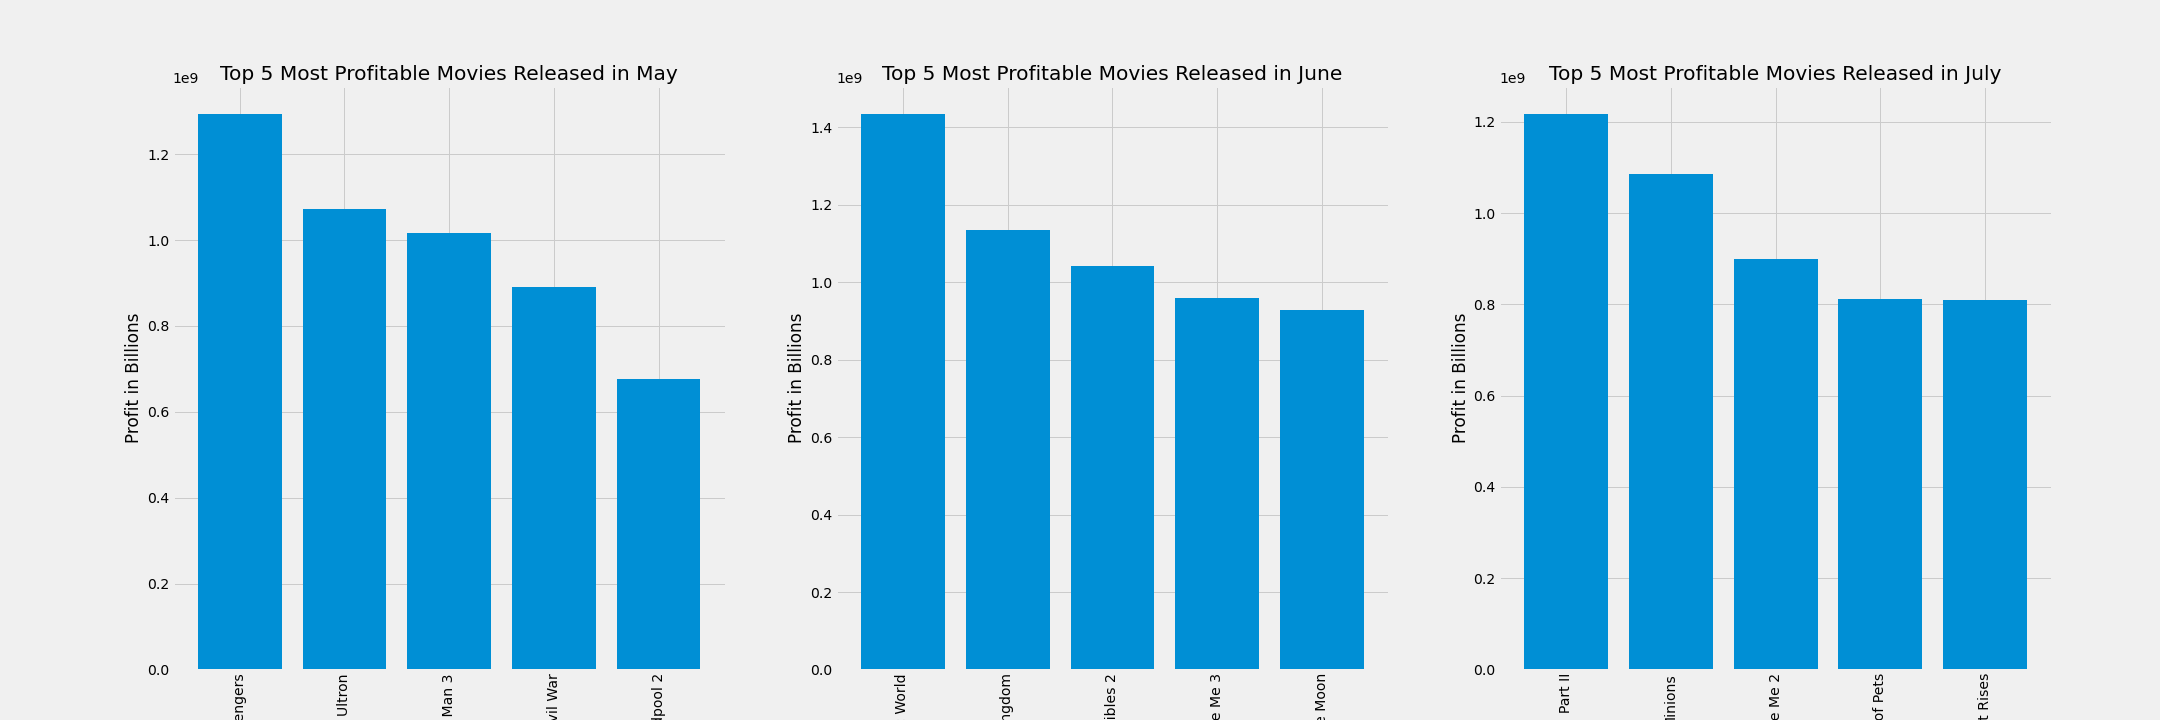 Top 5 Most Profitable Movies Released in May
1e9
1.2
1.0
0.8
0.6
0.4
0.2
0.0
Profit in Billions
engers
Ultron
Man 3
vil War
dpool 2
Top 5 Most Profitable Movies Released in June
1e9
1.4
1.2
1.0
0.8
0.6
0.4
0.2
0.0
Profit in Billions
World
ngdom
ibles 2
e Me 3
e Moon
Top 5 Most Profitable Movies Released in July
1e9
1.2
1.0
0.8
0.6
0.4
0.2
0.0
Profit in Billions
Part II
linions
e Me 2
of Pets
t Rises